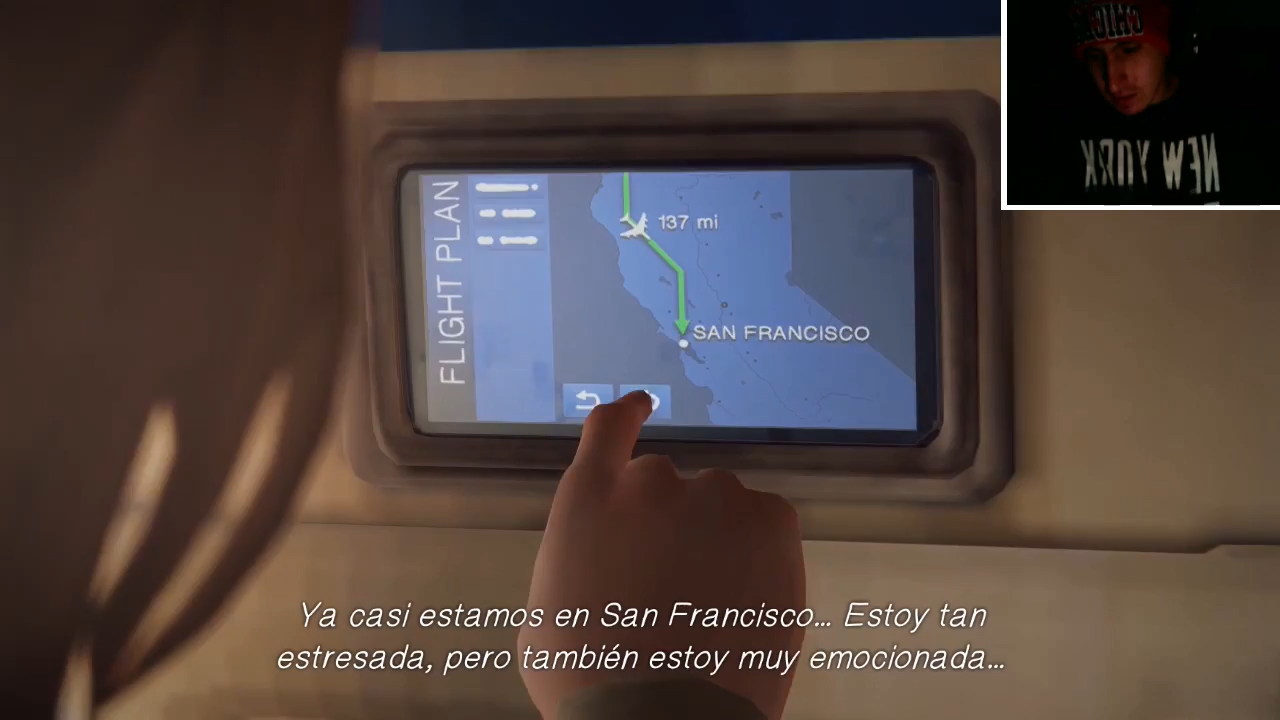 OHIO
NEW YORK
FLIGHT PLAN
137 mi
SAN FRANCISCO
Ya casi estamos en San Francisco... Estoy tan
estresada, pero también estoy muy emocionada...